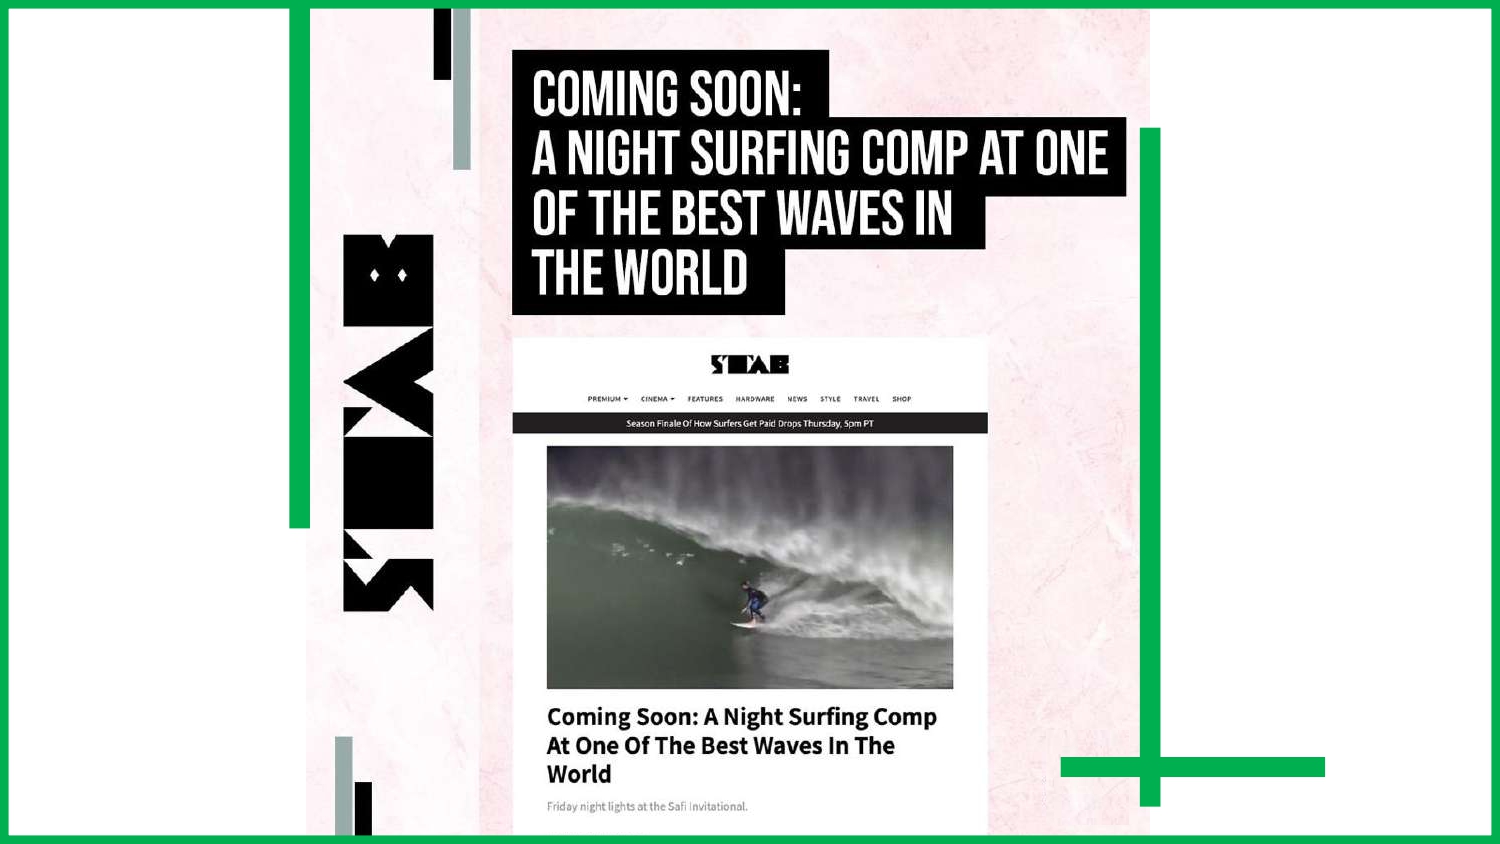 COMING SOON:
A NIGHT SURFING COMP AT ONE
OF THE BEST WAVES IN
THE WORLD
STAB
STAB
PREMIUM CINEMA FEATURES HARDWARE NEWS STYLE TRAVEL SHOP
Season Finale Of How Surfers Get Paid Drops Thursday, 5pm PT
Coming Soon: A Night Surfing Comp
At One Of The Best Waves In The
World
Friday night lights at the Safi Invitational.